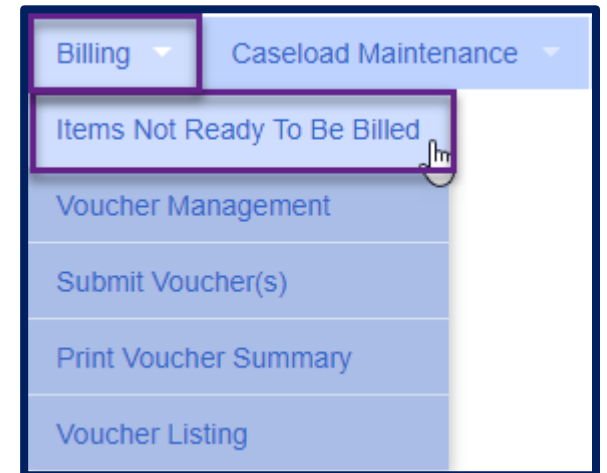 Billing Caseload Maintenance
Items Not Ready To Be Billed
Voucher Management
Submit Voucher(s)
Print Voucher Summary
Voucher Listing